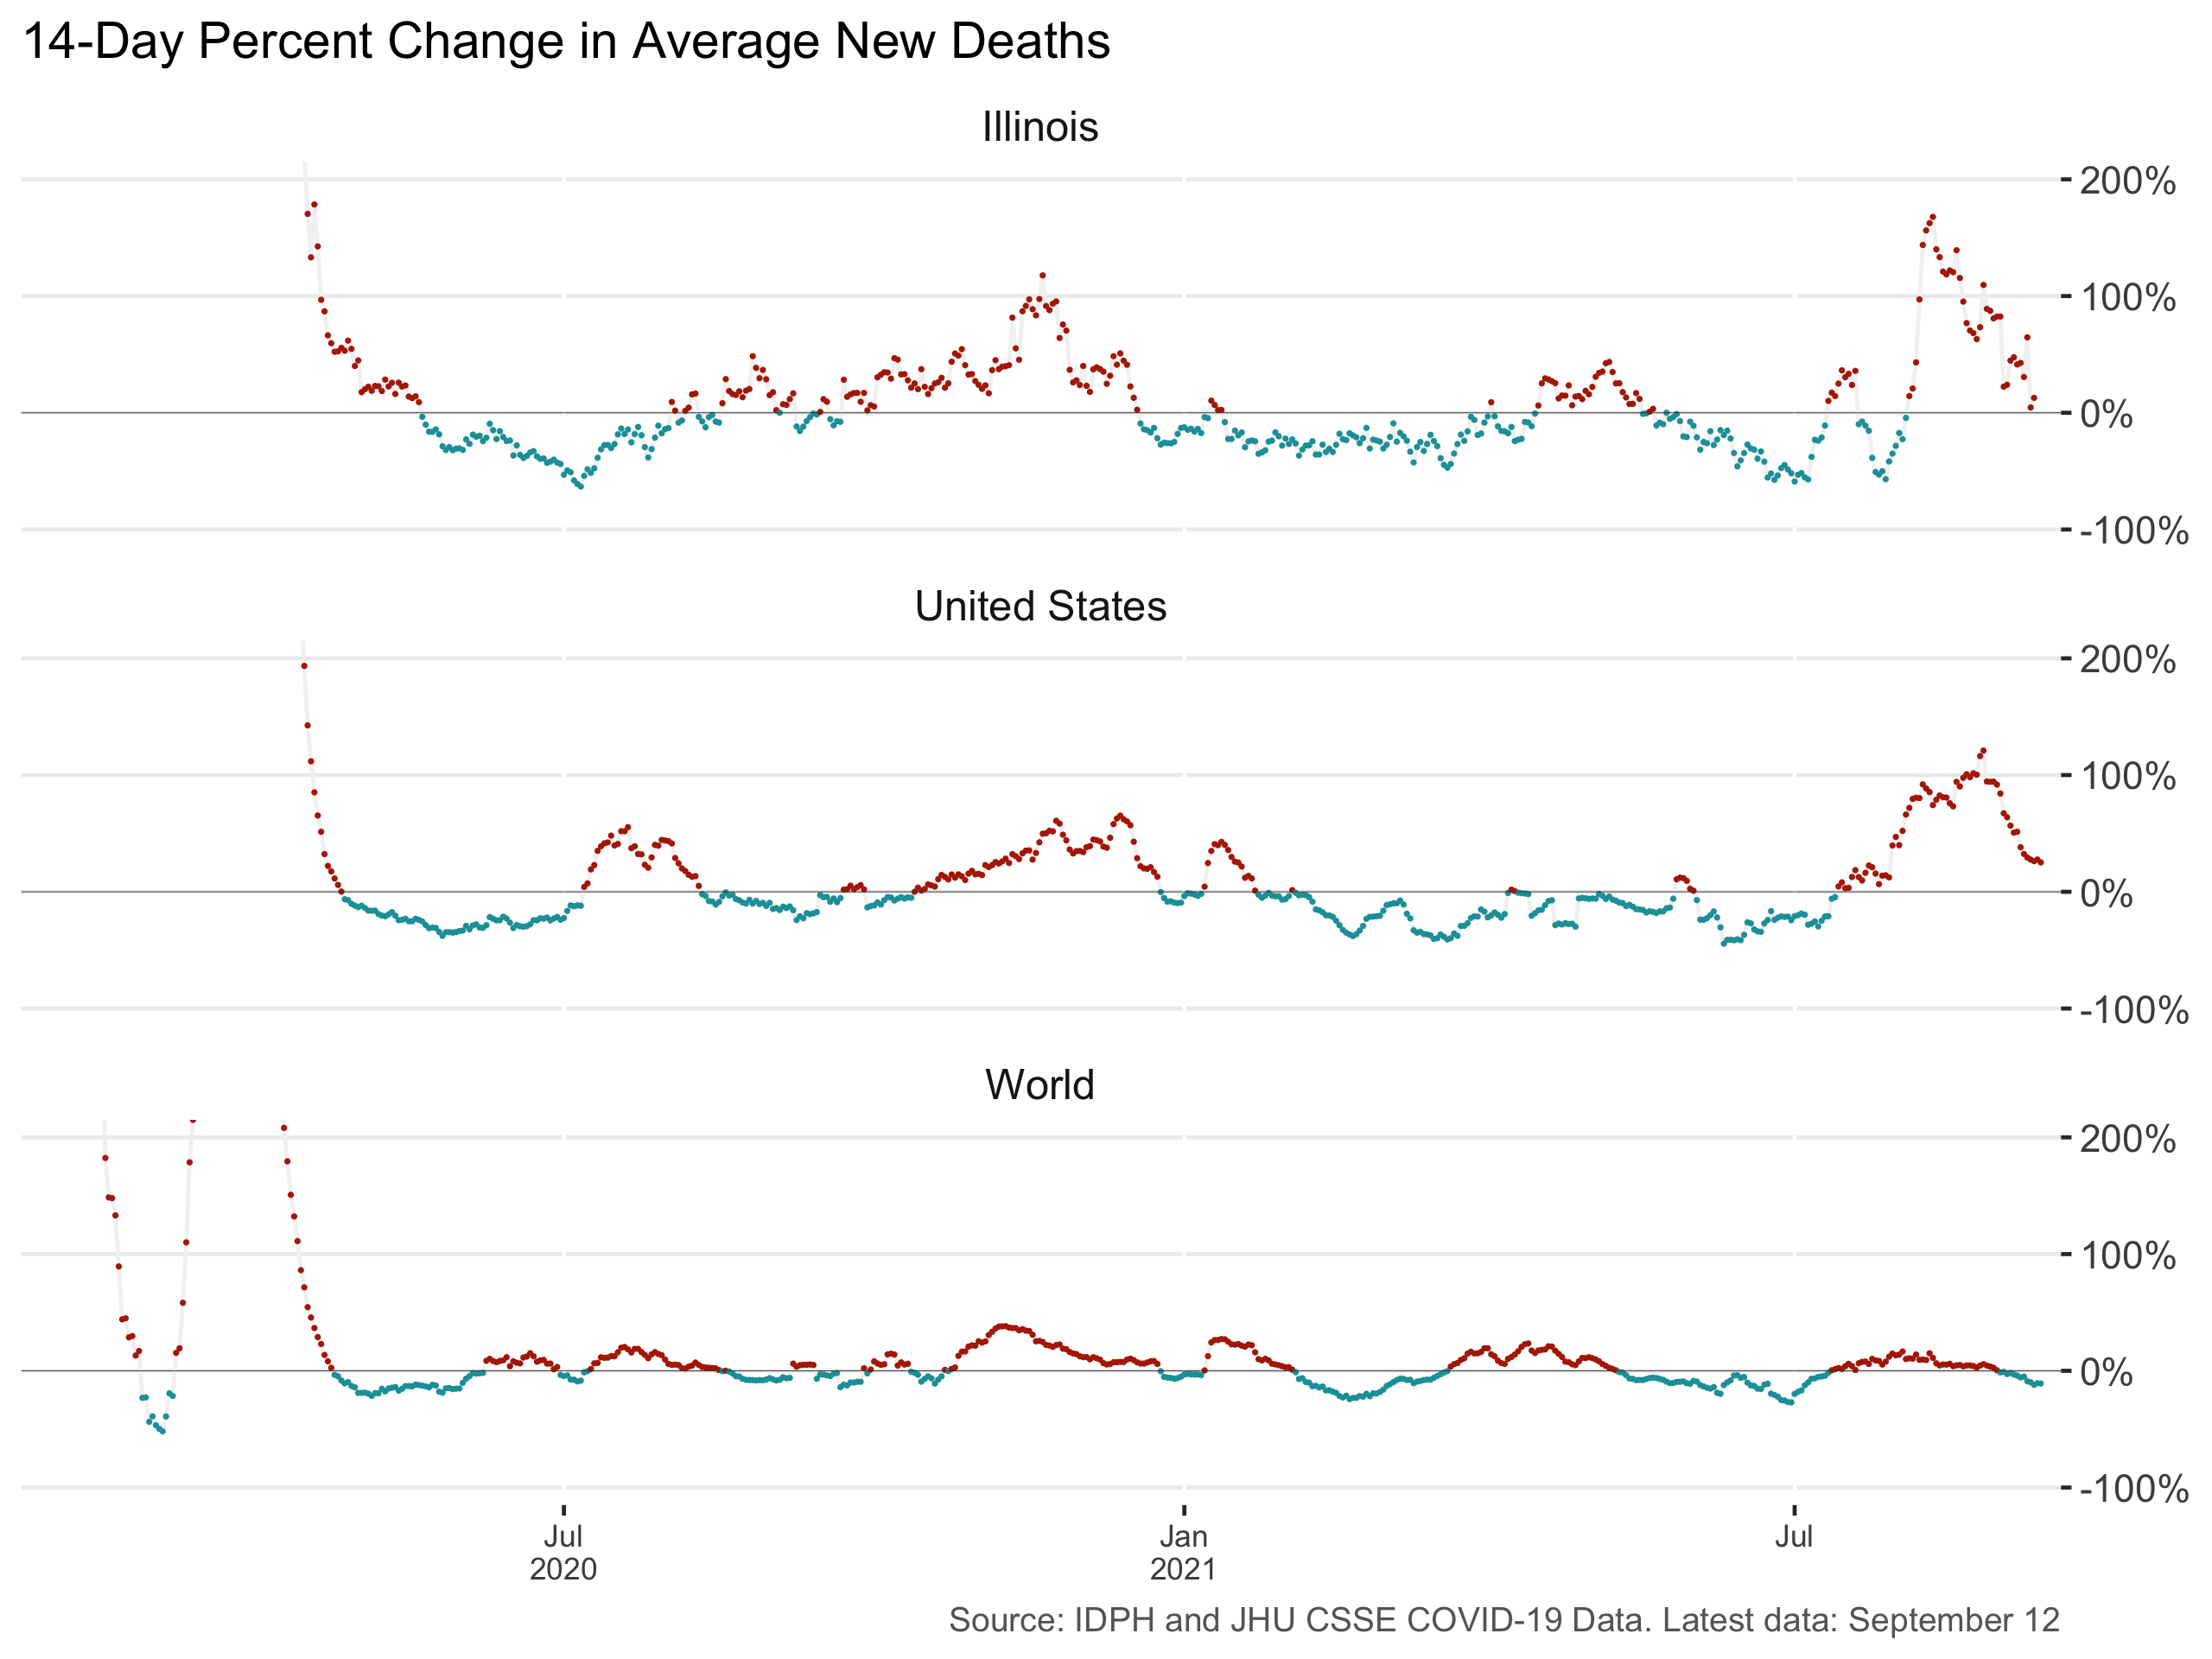 14-Day Percent Change in Average New Deaths
Illinois
200%
100%
0%
-100%
United States
200%
100%
0%
-100%
World
200%
100%
0%
-100%
Jul
2020
Jan
2021
Jul
Source: IDPH and JHU CSSE COVID-19 Data. Latest data: September 12